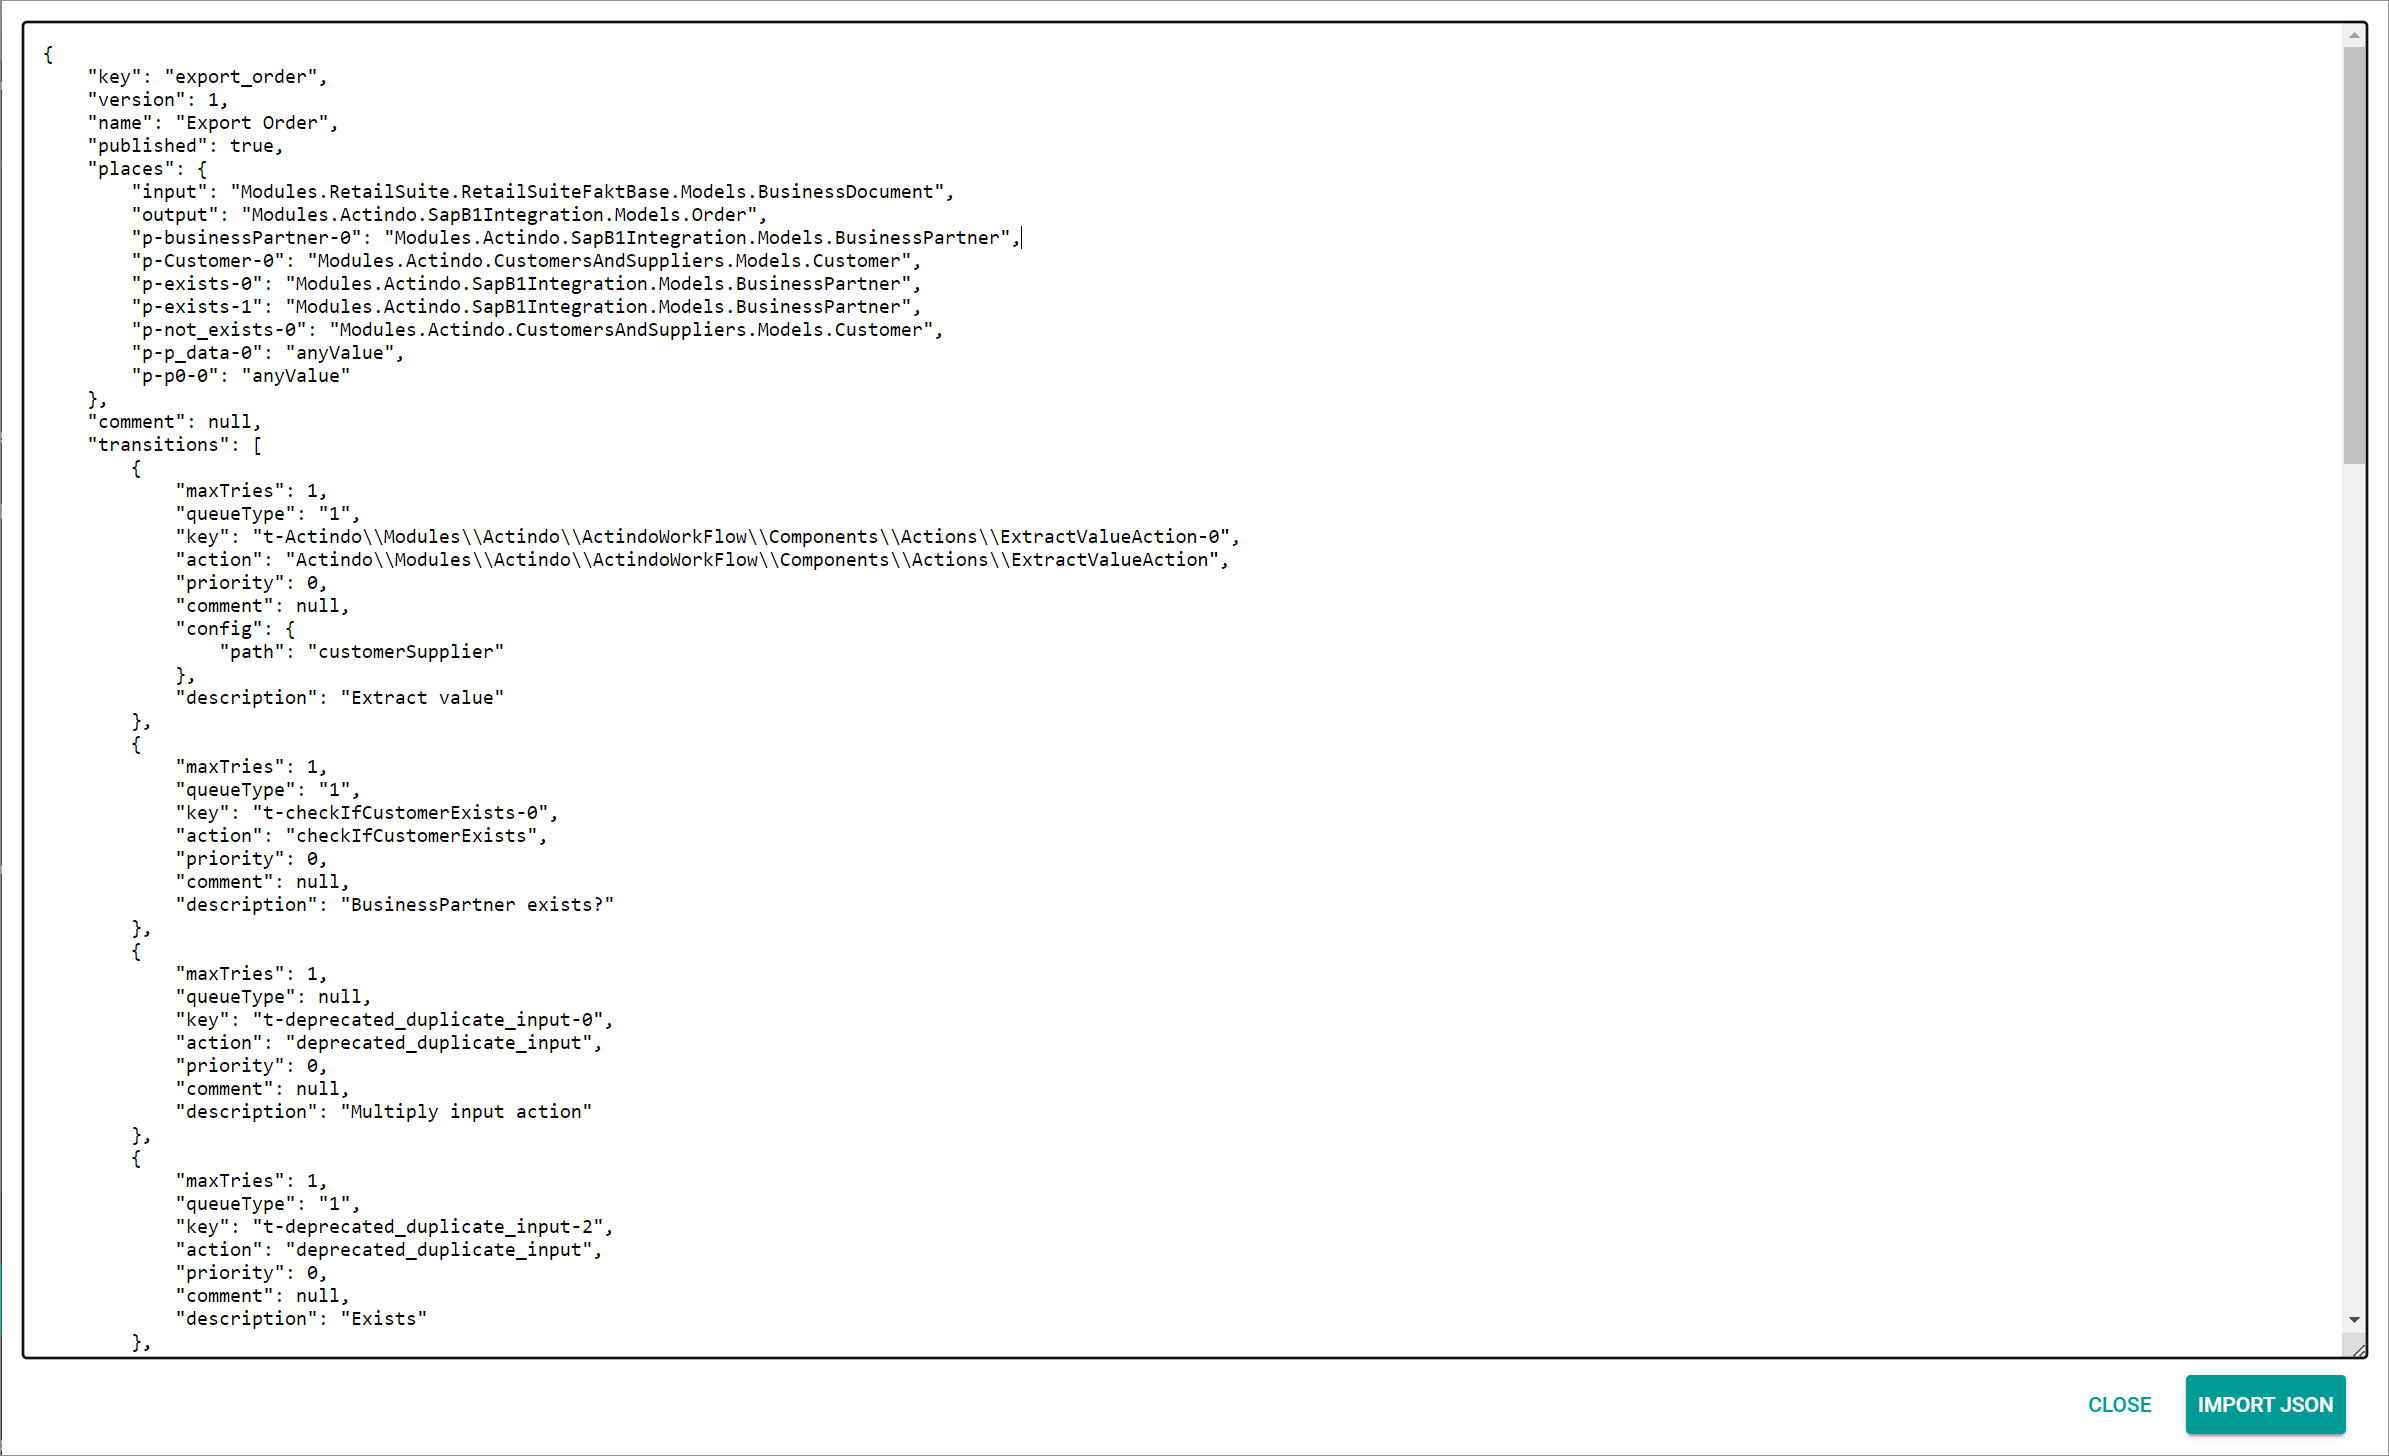 {
    "key": "export_order",
    "version": 1,
    "name": "Export Order",
    "published": true,
    "places": {
        "input": "Modules.RetailSuite.RetailSuiteFaktBase.Models.BusinessDocument",
        "output": "Modules.Actindo.SapB1Integration.Models.Order",
        "p-businessPartner-0": "Modules.Actindo.SapB1Integration.Models.BusinessPartner",
        "p-Customer-0": "Modules.Actindo.CustomersAndSuppliers.Models.Customer",
        "p-exists-0": "Modules.Actindo.SapB1Integration.Models.BusinessPartner",
        "p-exists-1": "Modules.Actindo.SapB1Integration.Models.BusinessPartner",
        "p-not_exists-0": "Modules.Actindo.CustomersAndSuppliers.Models.Customer",
        "p-p_data-0": "anyValue",
        "p-p0-0": "anyValue"
    },
    "comment": null,
    "transitions": [
        {
            "maxTries": 1,
            "queueType": "1",
            "key": "t-Actindo\\Modules\\Actindo\\ActindoWorkFlow\\Components\\Actions\\ExtractValueAction-0",
            "action": "Actindo\\Modules\\Actindo\\ActindoWorkFlow\\Components\\Actions\\ExtractValueAction",
            "priority": 0,
            "comment": null,
            "config": {
                "path": "customerSupplier"
            },
            "description": "Extract value"
        },
        {
            "maxTries": 1,
            "queueType": "1",
            "key": "t-checkIfCustomerExists-0",
            "action": "checkIfCustomerExists",
            "priority": 0,
            "comment": null,
            "description": "BusinessPartner exists?"
        },
        {
            "maxTries": 1,
            "queueType": null,
            "key": "t-deprecated_duplicate_input-0",
            "action": "deprecated_duplicate_input",
            "priority": 0,
            "comment": null,
            "description": "Multiply input action"
        },
        {
            "maxTries": 1,
            "queueType": "1",
            "key": "t-deprecated_duplicate_input-2",
            "action": "deprecated_duplicate_input",
            "priority": 0,
            "comment": null,
            "description": "Exists"
        },
CLOSE
IMPORT JSON